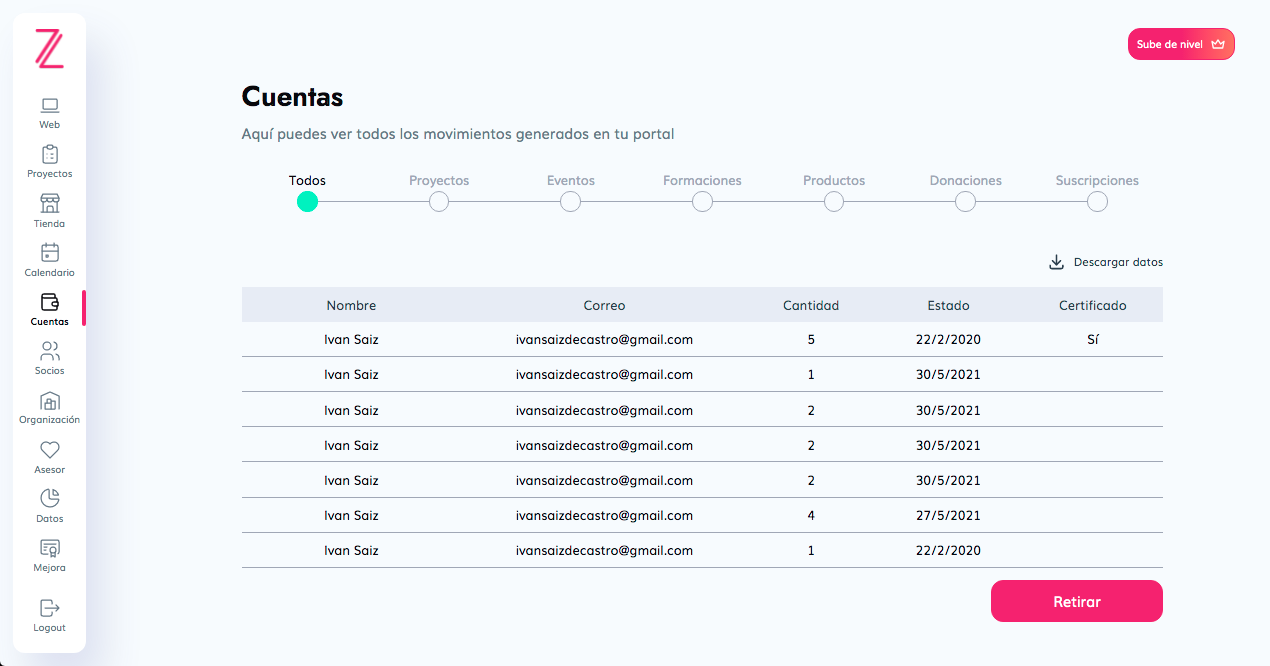 Sube de nivel
Web
Proyectos
Tienda
Calendario
Cuentas
Socios
Organización
Asesor
Datos
Mejora
Logout
Cuentas
Aquí puedes ver todos los movimientos generados en tu portal
Todos Proyectos Eventos Formaciones Productos Donaciones Suscripciones
Descargar datos
Nombre Correo Cantidad Estado Certificado
Ivan Saiz ivansaizdecastro@gmail.com 5 22/2/2020 Sí
Ivan Saiz ivansaizdecastro@gmail.com 1 30/5/2021
Ivan Saiz ivansaizdecastro@gmail.com 2 30/5/2021
Ivan Saiz ivansaizdecastro@gmail.com 2 30/5/2021
Ivan Saiz ivansaizdecastro@gmail.com 2 30/5/2021
Ivan Saiz ivansaizdecastro@gmail.com 4 27/5/2021
Ivan Saiz ivansaizdecastro@gmail.com 1 22/2/2020
Retirar